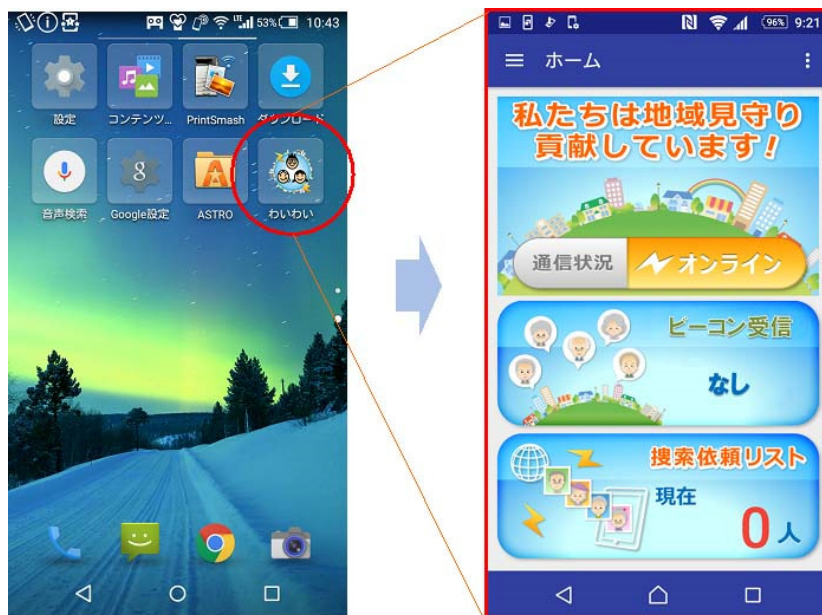 LTE 53% 10:43
設定
コンテンツ...
PrintSmash
ダウンロード
音声検索
8
Google設定
ASTRO
わいわい
96% 9:21
ホーム
私たちは地域見守り
貢献しています!
通信状況
オンライン
ビーコン受信
なし
捜索依頼リスト
現在
0人